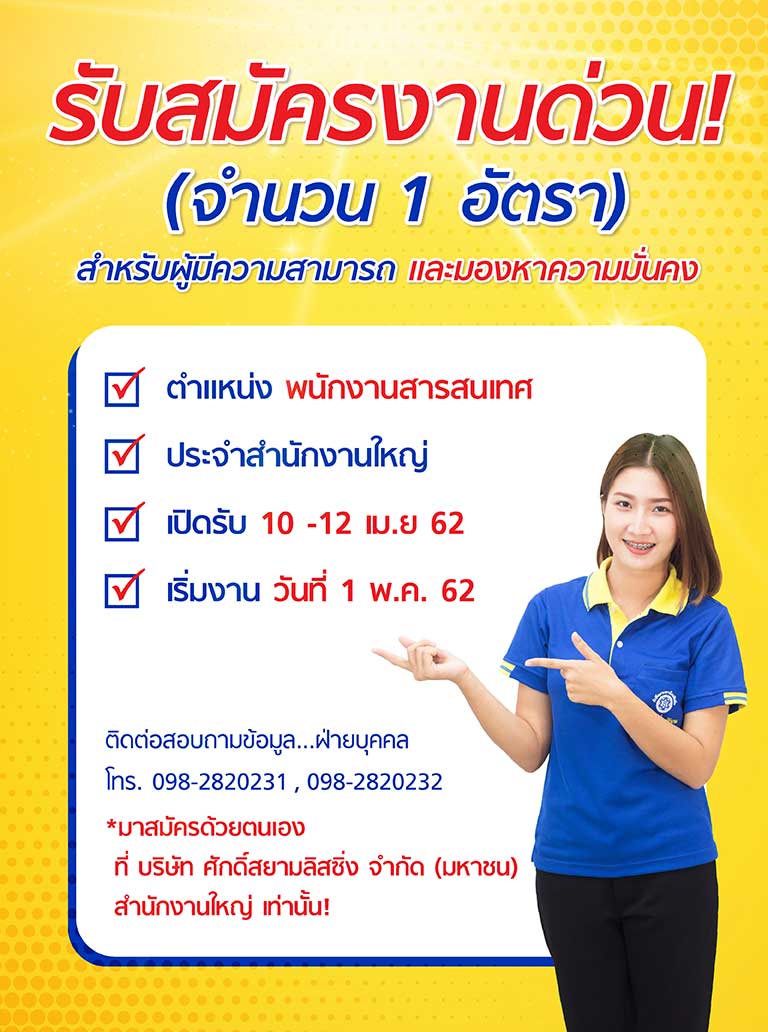 รับสมัครงานด่วน!
(จำนวน 1 อัตรา)
สำหรับผู้มีความสามารถ และมองหาความมั่นคง
ตำแหน่ง พนักงานสารสนเทศ
ประจำสำนักงานใหญ่
เปิดรับ 10 -12 เม.ย 62
เริ่มงาน วันที่ 1 พ.ค. 62
ติดต่อสอบถามข้อมูล...ฝ่ายบุคคล
โทร. 098-2820231 , 098-2820232
*มาสมัครด้วยตนเอง
ที่ บริษัท ศักดิ์สยามลิสซิ่ง จำกัด (มหาชน)
สำนักงานใหญ่ เท่านั้น!